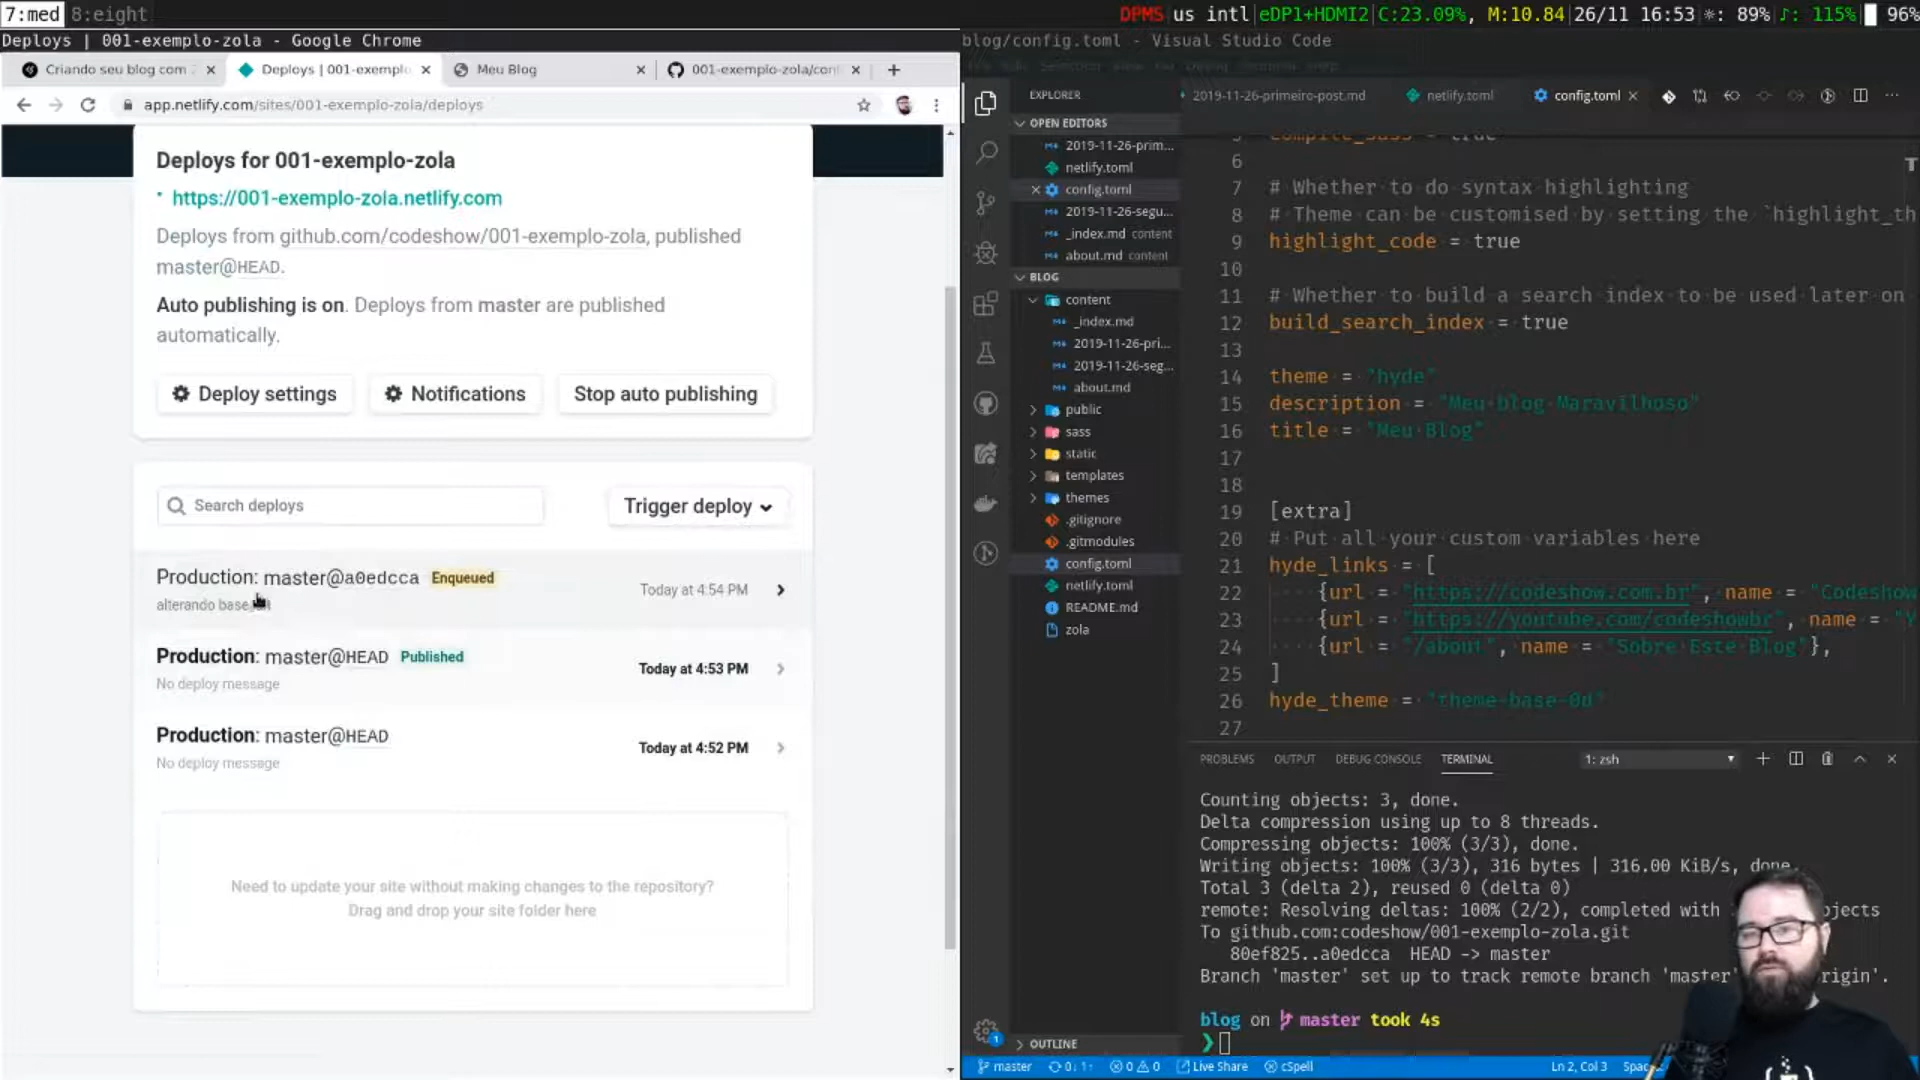 7:med 8:eight
DPMS us intl|eDP1+HDMI2|C:23.09%, M:10.84|26/11 16:53 ☀: 89% ♪: 115% 96%
Deploys | 001-exemplo-zola - Google Chrome
Criando seu blog com
Deploys | 001-exempl
Meu Blog
001-exemplo-zola/con
app.netlify.com/sites/001-exemplo-zola/deploys
Deploys for 001-exemplo-zola
https://001-exemplo-zola.netlify.com
Deploys from github.com/codeshow/001-exemplo-zola, published
master@HEAD.
Auto publishing is on. Deploys from master are published
automatically.
Deploy settings
Notifications
Stop auto publishing
Search deploys
Trigger deploy
Production: master@a0edcca Enqueued
Today at 4:54 PM
alterando base
Production: master@HEAD Published
Today at 4:53 PM
No deploy message
Production: master@HEAD
Today at 4:52 PM
No deploy message
Need to update your site without making changes to the repository?
Drag and drop your site folder here
blog/config.toml - Visual Studio Code
EXPLORER
OPEN EDITORS
2019-11-26-prim...
netlify.toml
config.toml
2019-11-26-segu...
_index.md content
about.md content
BLOG
content
_index.md
2019-11-26-pri...
2019-11-26-seg...
about.md
public
sass
static
templates
themes
.gitignore
.gitmodules
config.toml
netlify.toml
README.md
zola
OUTLINE
2019-11-26-primeiro-post.md
netlify.toml
config.toml
5 compile_sass = true
6
7 # Whether to do syntax highlighting
8 # Theme can be customised by setting the `highlight_th
9 highlight_code = true
10
11 # Whether to build a search index to be used later on
12 build_search_index = true
13
14 theme = "hyde"
15 description = "Meu blog Maravilhoso"
16 title = "Meu Blog"
17
18
19 [extra]
20 # Put all your custom variables here
21 hyde_links = [
22 {url = "https://codeshow.com.br", name = "Codeshow
23 {url = "https://youtube.com/codeshowbr", name = "Y
24 {url = "/about", name = "Sobre Este Blog"},
25 ]
26 hyde_theme = "theme-base-0d"
27
PROBLEMS OUTPUT DEBUG CONSOLE TERMINAL
1: zsh
Counting objects: 3, done.
Delta compression using up to 8 threads.
Compressing objects: 100% (3/3), done.
Writing objects: 100% (3/3), 316 bytes | 316.00 KiB/s, done.
Total 3 (delta 2), reused 0 (delta 0)
remote: Resolving deltas: 100% (2/2), completed with objects
To github.com:codeshow/001-exemplo-zola.git
80ef825..a0edcca HEAD -> master
Branch 'master' set up to track remote branch 'master' rigin'.
blog on master took 4s
❯
master 0↓ 1↑ 0 0 Live Share cSpell
Ln 2, Col 3